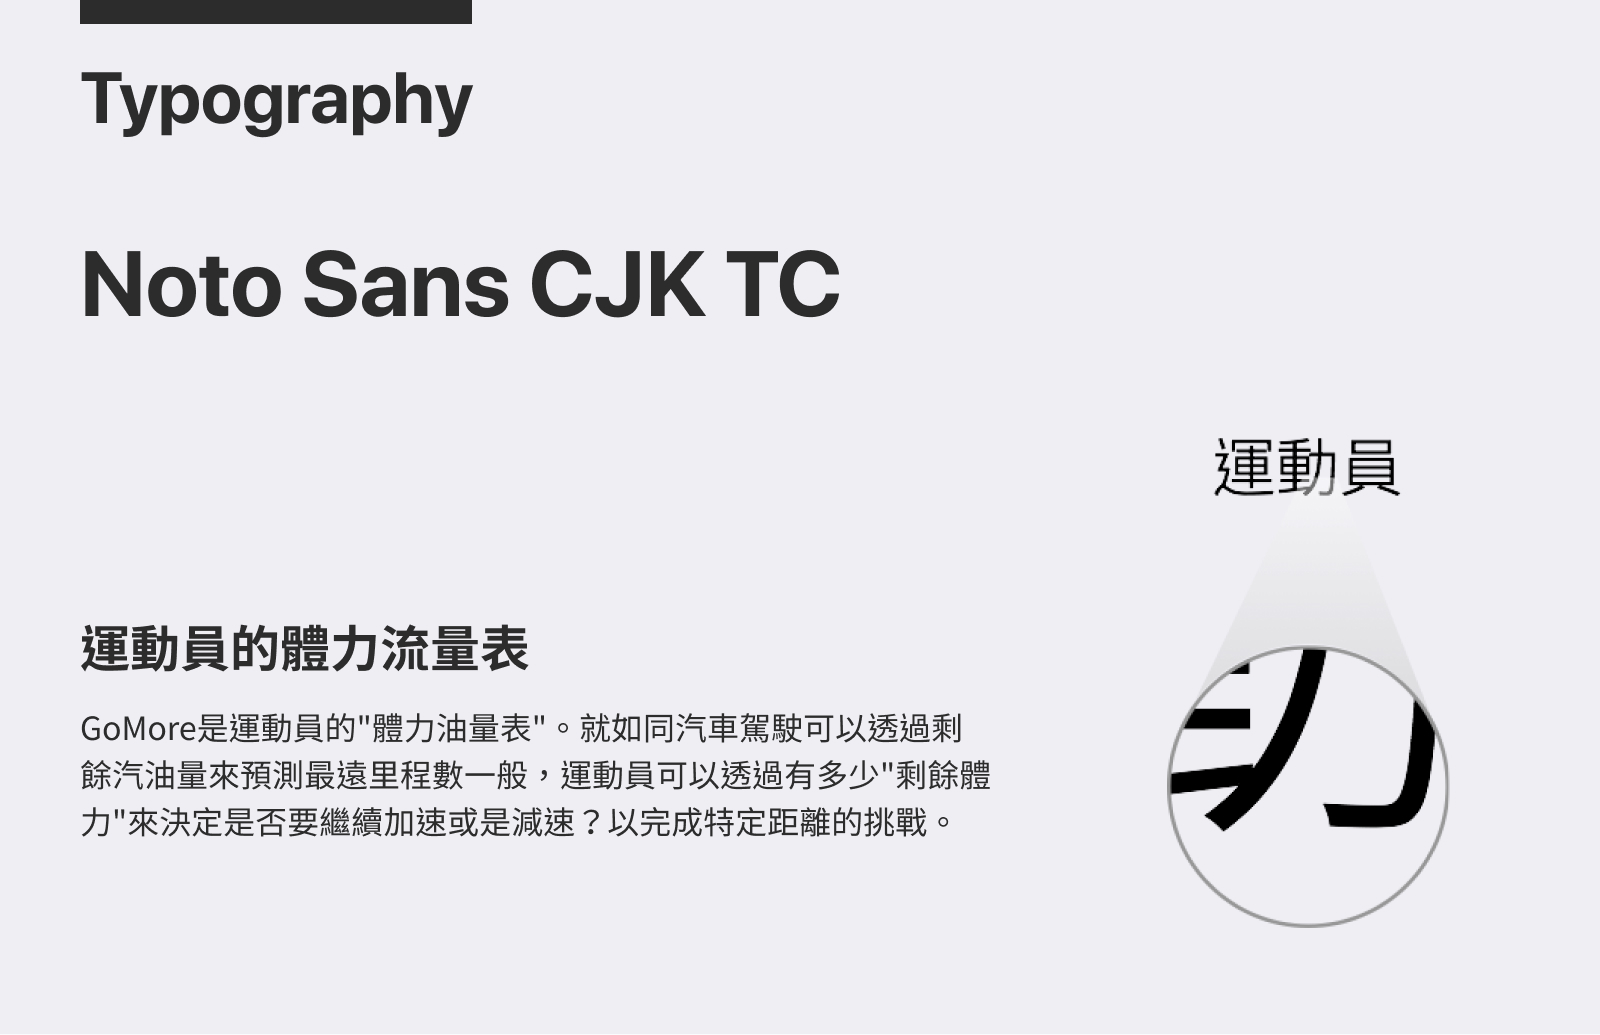 Typography
Noto Sans CJK TC
運動員
運動員的體力流量表
GoMore是運動員的"體力油量表"。就如同汽車駕駛可以透過剩
餘汽油量來預測最遠里程數一般，運動員可以透過有多少"剩餘體
力"來決定是否要繼續加速或是減速？以完成特定距離的挑戰。